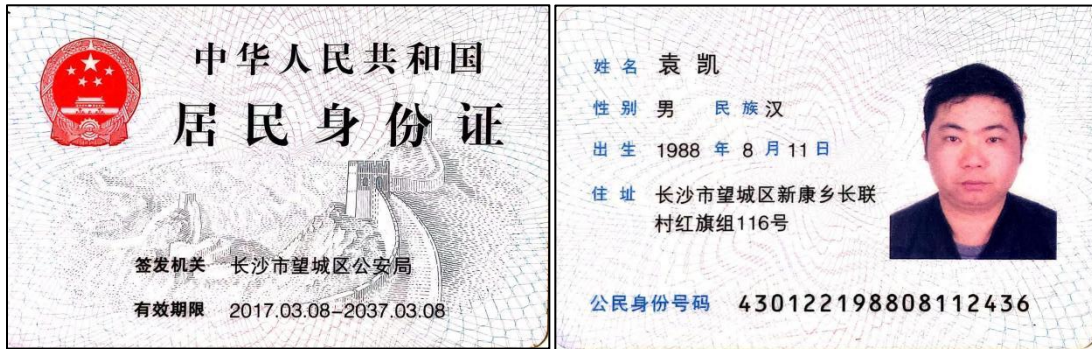 中华人民共和国
居民身份证
签发机关 长沙市望城区公安局
有效期限 2017.03.08-2037.03.08
姓名 袁凯
性别 男 民族 汉
出生 1988 年 8 月 11 日
住址 长沙市望城区新康乡长联
村红旗组116号
公民身份号码 430122198808112436